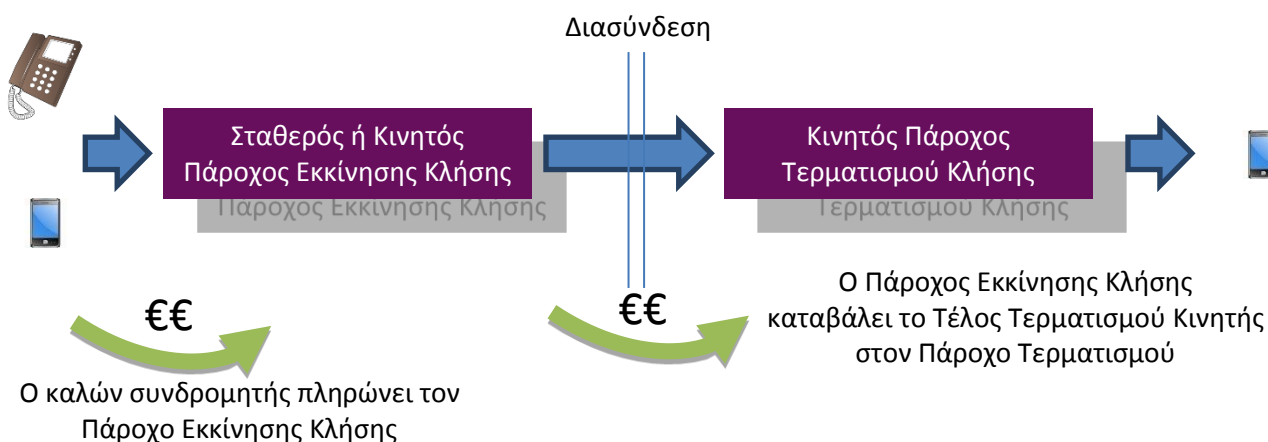 Διασύνδεση
Σταθερός ή Κινητός
Πάροχος Εκκίνησης Κλήσης
Πάροχος Εκκίνησης Κλήσης
Κινητός Πάροχος
Τερματισμού Κλήσης
Τερματισμού Κλήσης
€€
Ο καλών συνδρομητής πληρώνει τον
Πάροχο Εκκίνησης Κλήσης
€€
Ο Πάροχος Εκκίνησης Κλήσης
καταβάλει το Τέλος Τερματισμού Κινητής
στον Πάροχο Τερματισμού